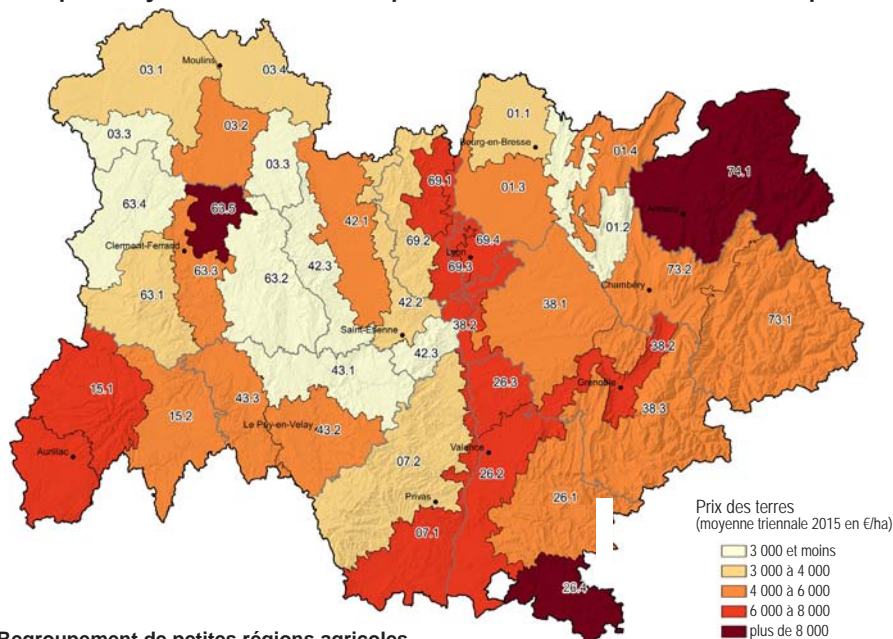 Moulins
03.1
03.4
03.2
03.3
03.3
63.4
63.5
Clermont-Ferrand
63.3
63.1
63.2
42.3
42.1
69.1
69.2
69.4
Lyon
69.3
42.2
Saint-Etienne
42.3
43.1
01.1
Bourg-en-Bresse
01.3
01.4
01.2
74.1
Annecy
73.2
Chambéry
73.1
38.1
38.2
38.2
Grenoble
38.3
15.1
Aurillac
15.2
43.3
Le Puy-en-Velay
43.2
07.2
Privas
07.1
26.3
Valence
26.2
26.1
26.4
Prix des terres
(moyenne triennale 2015 en €/ha)
3 000 et moins
3 000 à 4 000
4 000 à 6 000
6 000 à 8 000
plus de 8 000
Regroupement de petites régions agricoles